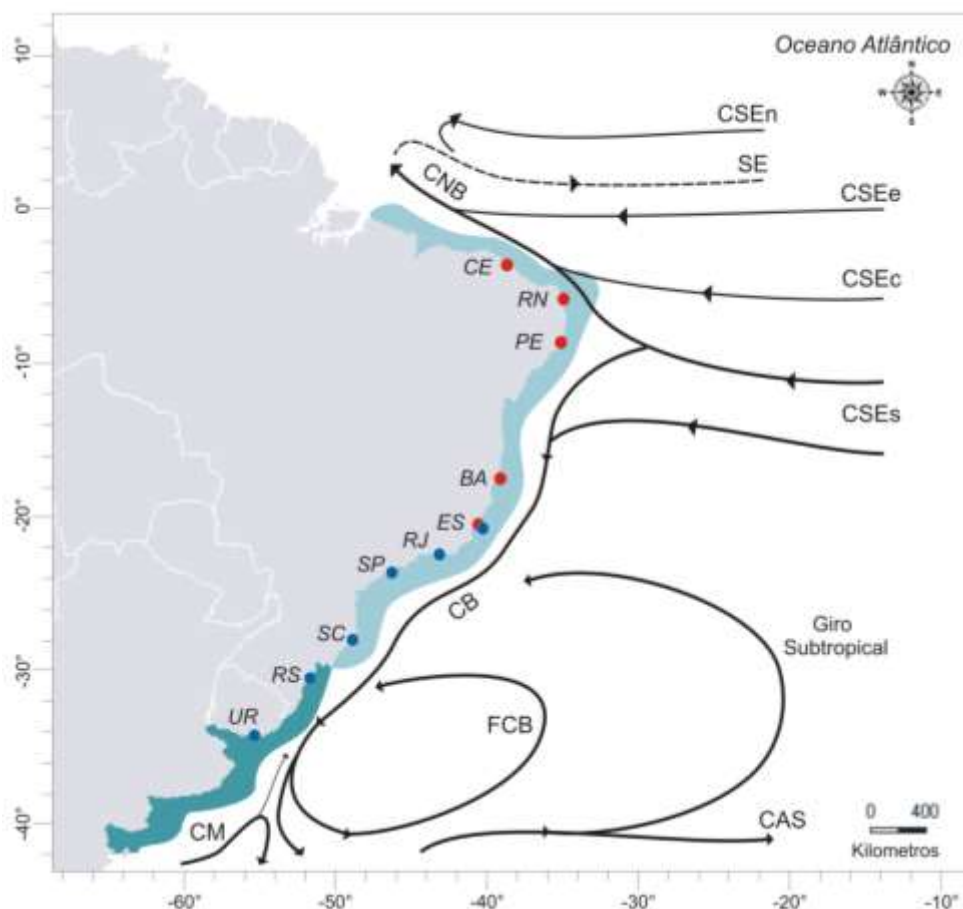 Oceano Atlântico
N
W E
S
10°
0°
-10°
-20°
-30°
-40°
CSEn
SE
CNB
CSEe
CSEc
CSEs
CE
RN
PE
BA
ES
RJ
SP
SC
RS
UR
CB
Giro
Subtropical
FCB
CM
CAS
0 400
Kilometros
-60° -50° -40° -30° -20° -10°